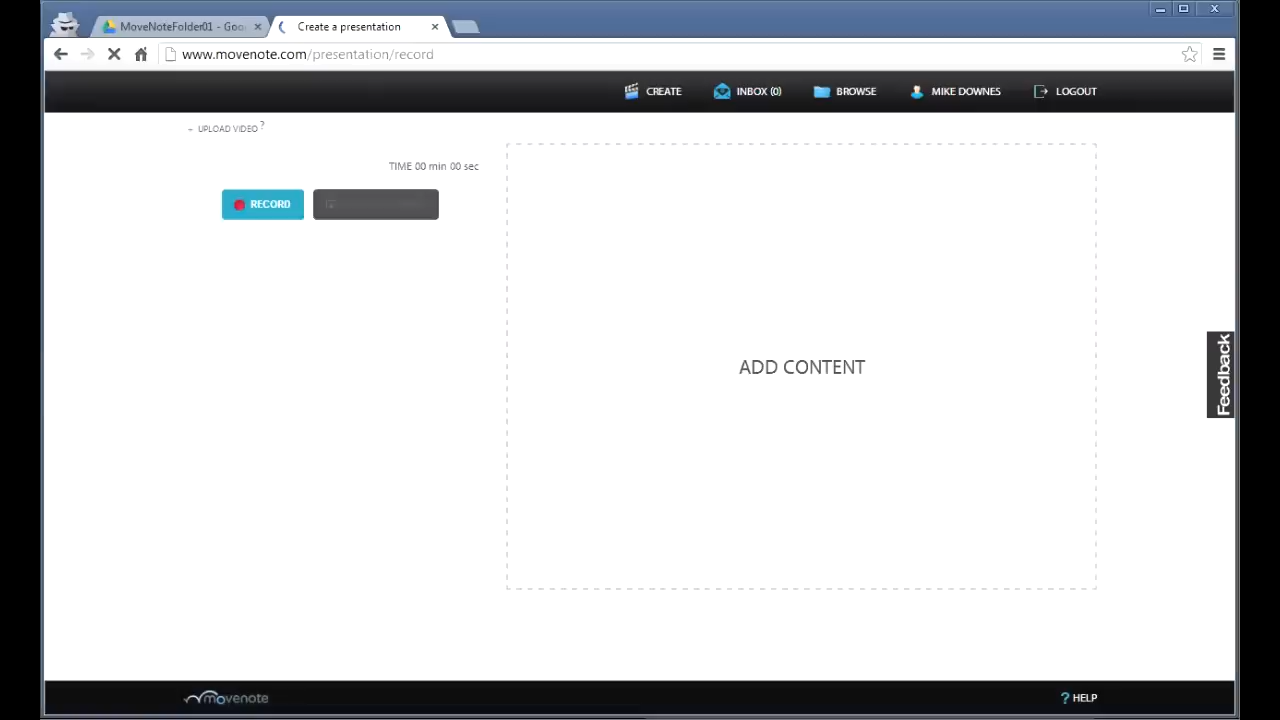 MoveNoteFolder01 - Goo
Create a presentation
www.movenote.com/presentation/record
CREATE
INBOX (0)
BROWSE
MIKE DOWNES
LOGOUT
UPLOAD VIDEO ?
TIME 00 min 00 sec
RECORD
ADD CONTENT
Feedback
movenote
? HELP